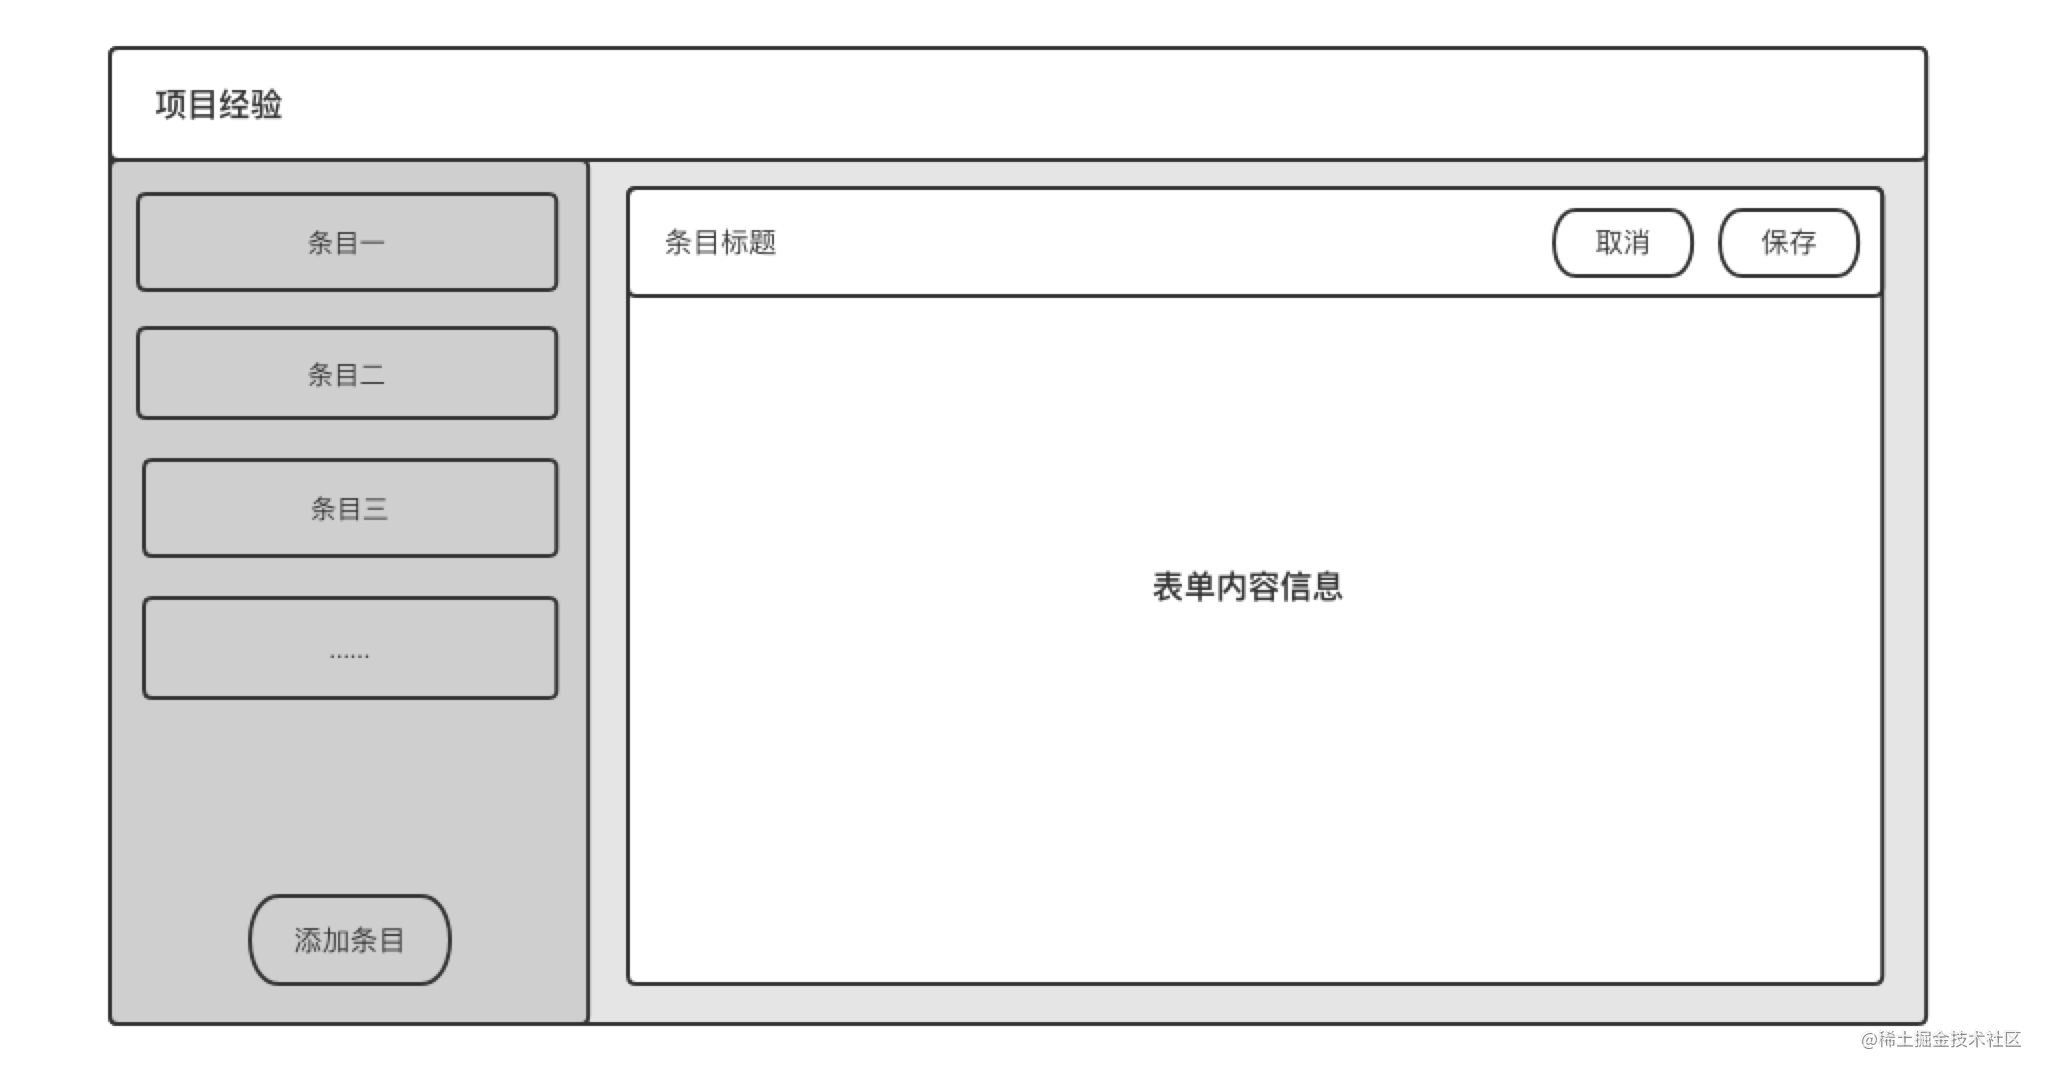 项目经验
条目一
条目二
条目三
......
添加条目
条目标题
取消
保存
表单内容信息
@稀土掘金技术社区